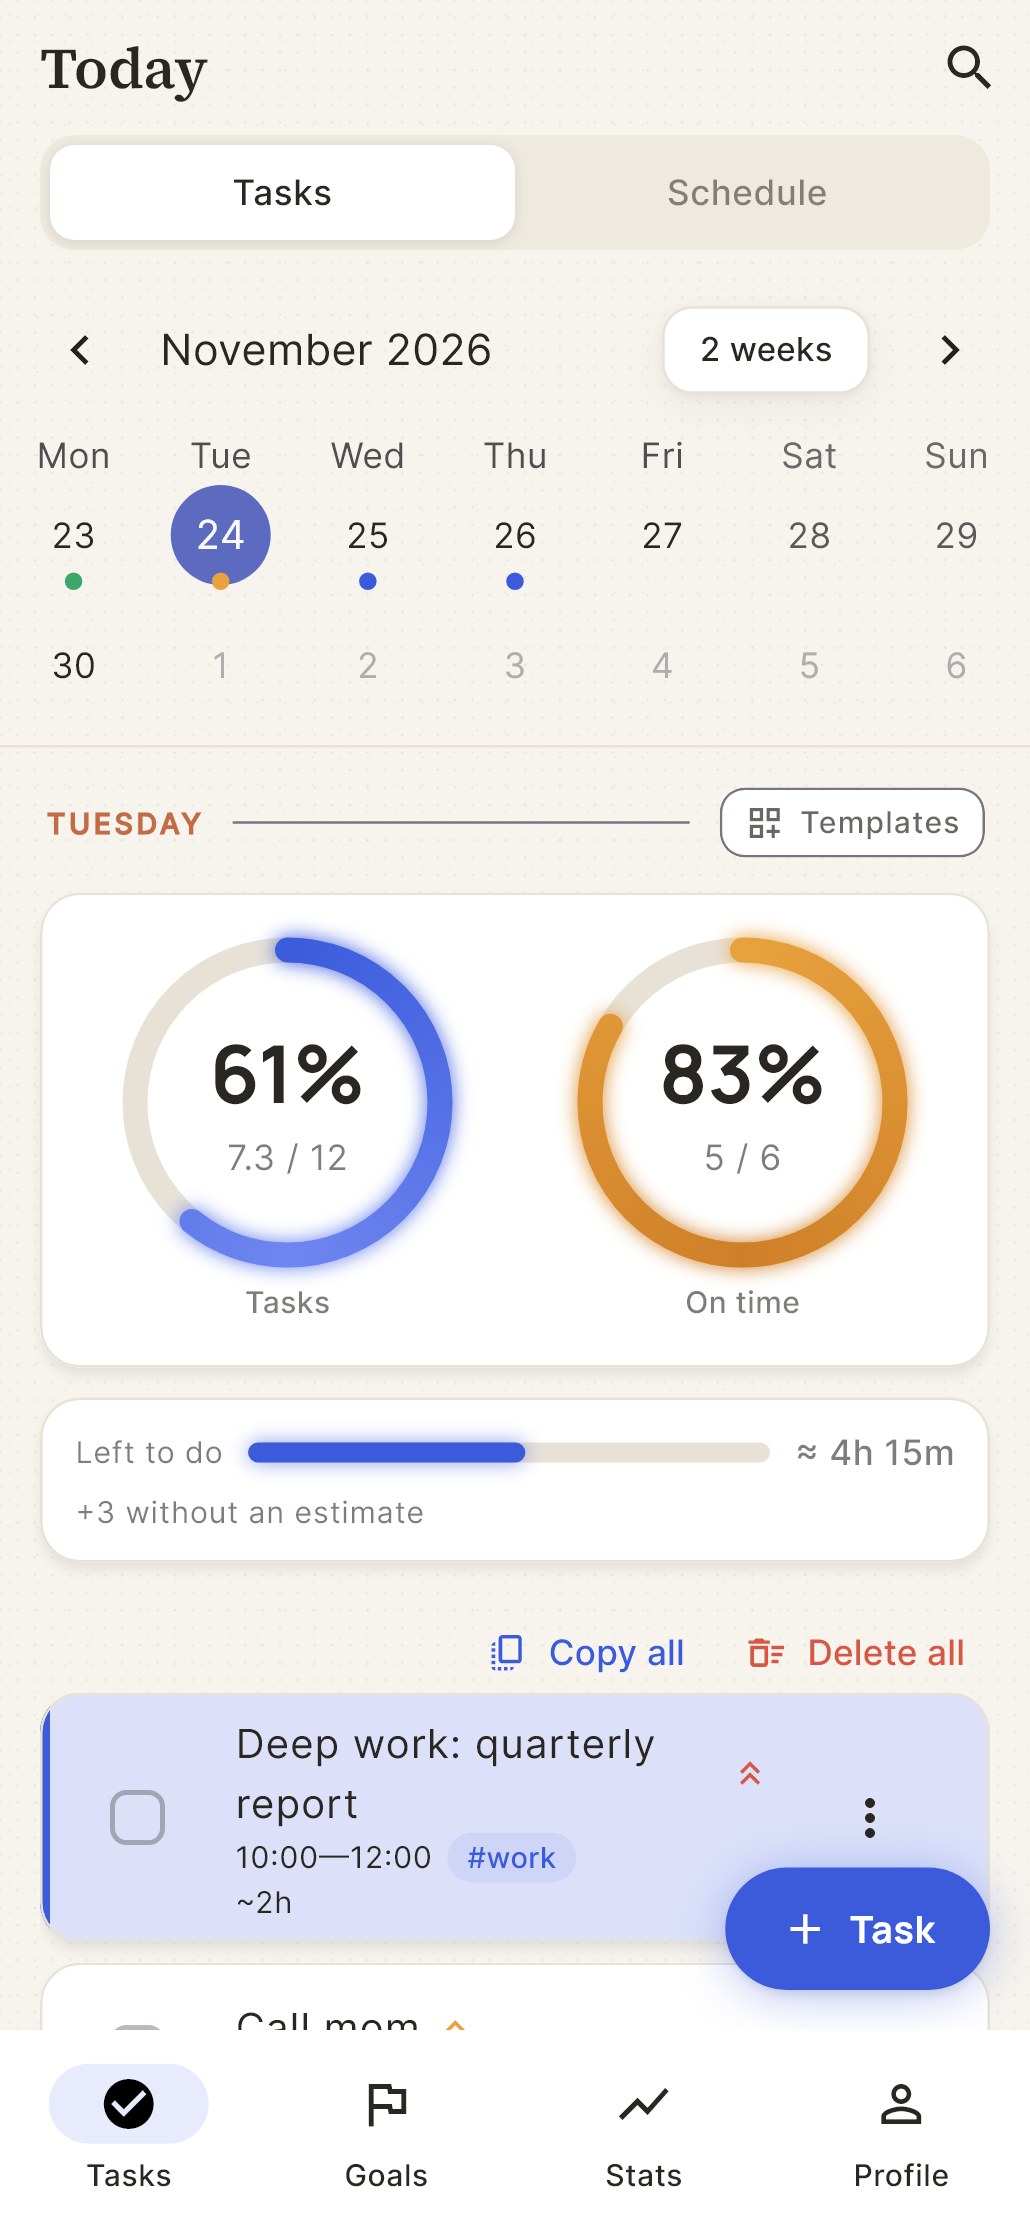 Today
Tasks
Schedule
November 2026
2 weeks
Mon Tue Wed Thu Fri Sat Sun
23 24 25 26 27 28 29
30 1 2 3 4 5 6
TUESDAY
Templates
61%
7.3 / 12
Tasks
83%
5 / 6
On time
Left to do
≈ 4h 15m
+3 without an estimate
Copy all
Delete all
Deep work: quarterly
report
10:00—12:00 #work
~2h
+ Task
Call mom
Tasks
Goals
Stats
Profile